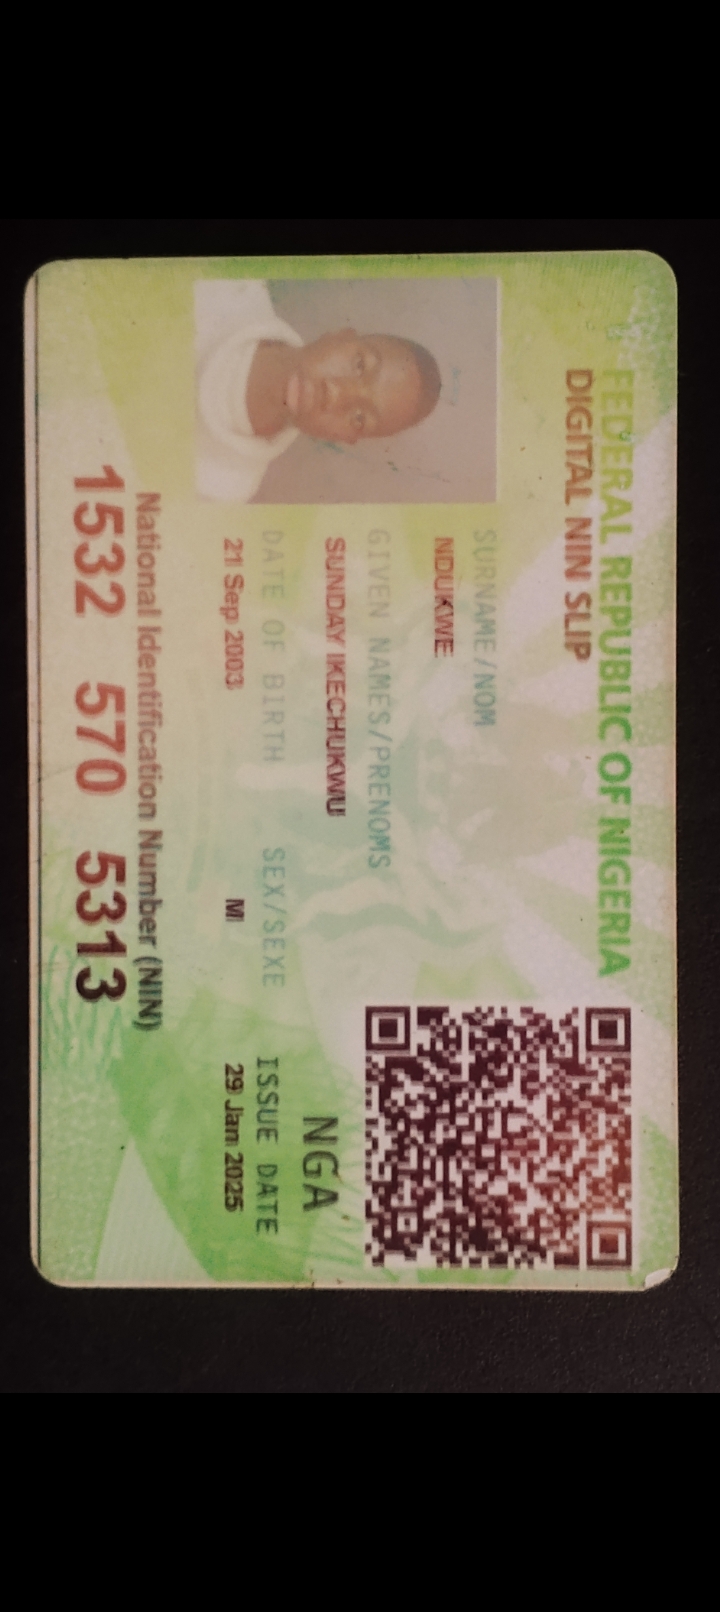 FEDERAL REPUBLIC OF NIGERIA
DIGITAL NIN SLIP
SURNAME/NOM
NDUKWE
GIVEN NAMES/PRENOMS
SUNDAY IKECHUKWU
DATE OF BIRTH SEX/SEXE
21 Sep 2003 M
NGA
ISSUE DATE
29 Jan 2025
National Identification Number (NIN)
1532 570 5313